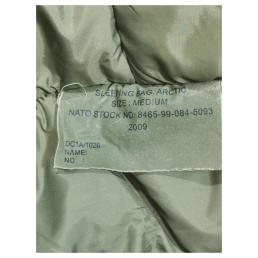 SLEEPING BAG, ARCTIC
SIZE: MEDIUM
NATO STOCK NO: 8465-99-084-5093
2009
DC1A/1026
NAME:
NO